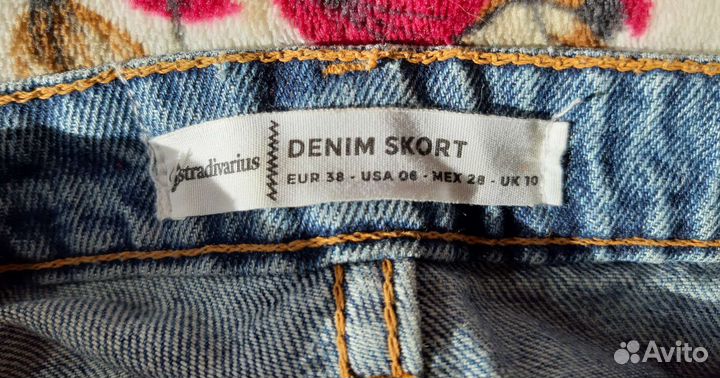 stradivarius
DENIM SKORT
EUR 38 - USA 06 - MEX 28 - UK 10
Avito